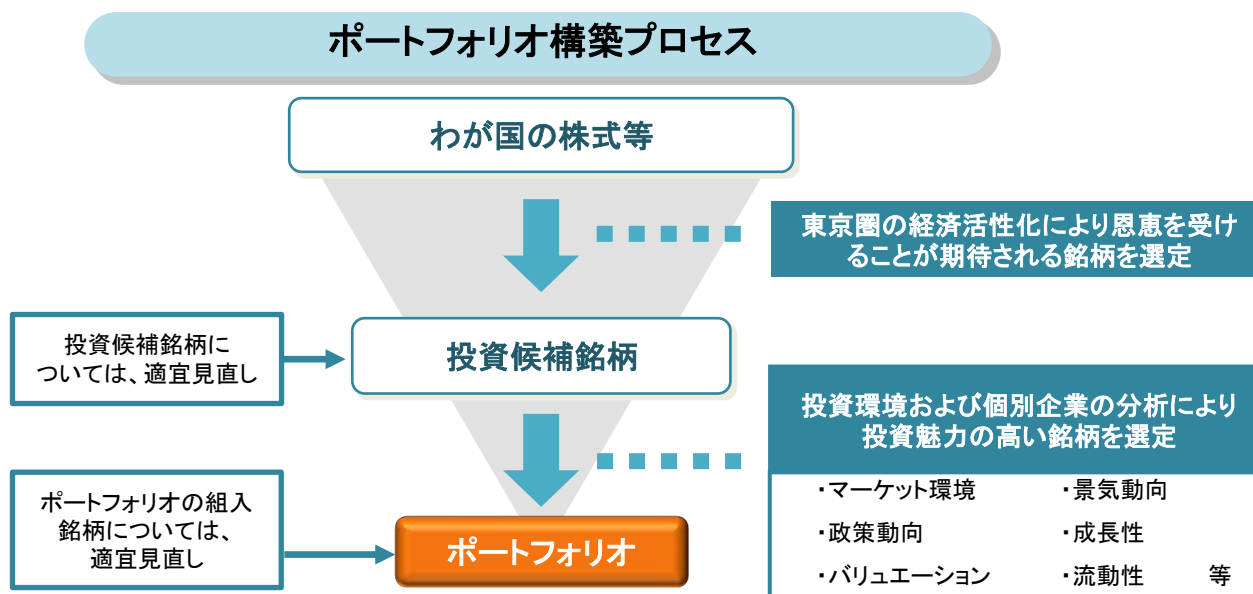 ポートフォリオ構築プロセス
わが国の株式等
東京圏の経済活性化により恩恵を受け
ることが期待される銘柄を選定
投資候補銘柄に
ついては、適宜見直し
投資候補銘柄
投資環境および個別企業の分析により
投資魅力の高い銘柄を選定
・マーケット環境 ・景気動向
・政策動向 ・成長性
・バリュエーション ・流動性 等
ポートフォリオの組入
銘柄については、
適宜見直し
ポートフォリオ